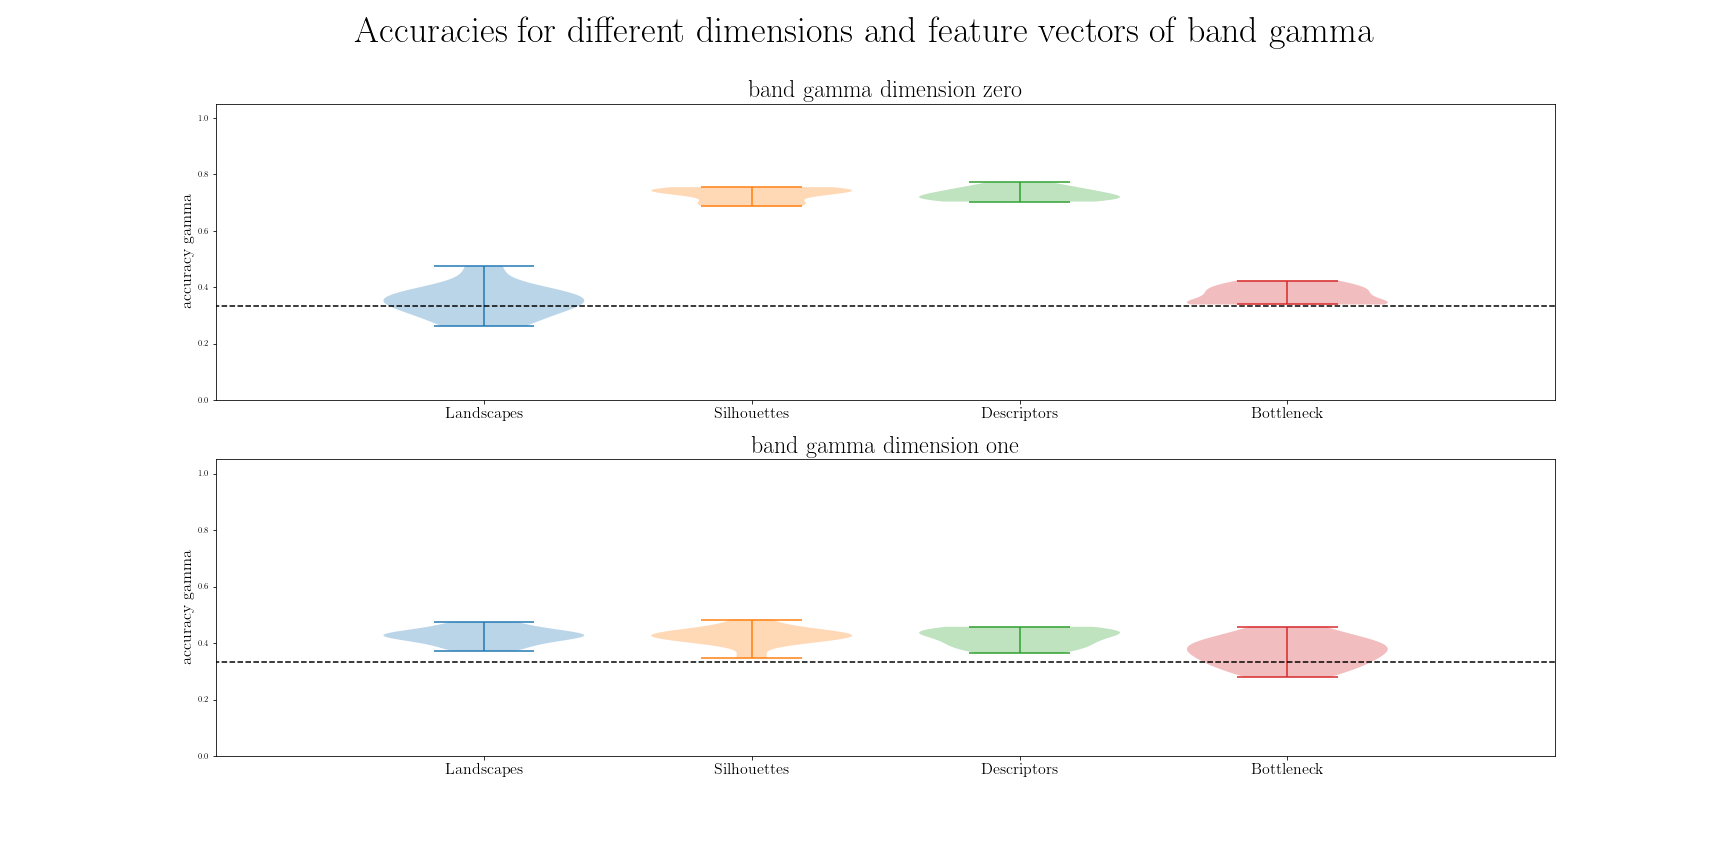 Accuracies for different dimensions and feature vectors of band gamma
band gamma dimension zero
accuracy gamma
1.0
0.8
0.6
0.4
0.2
0.0
Landscapes Silhouettes Descriptors Bottleneck
band gamma dimension one
accuracy gamma
1.0
0.8
0.6
0.4
0.2
0.0
Landscapes Silhouettes Descriptors Bottleneck